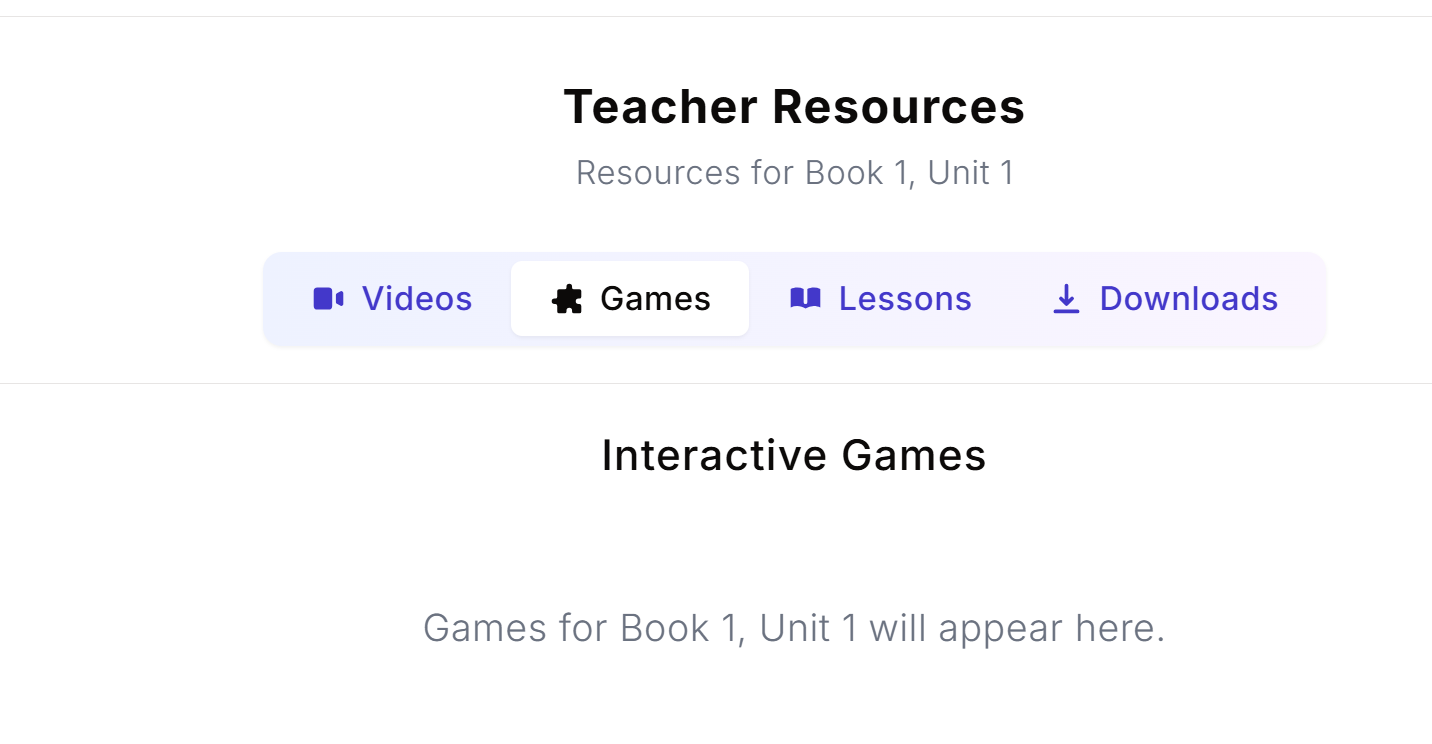 Teacher Resources
Resources for Book 1, Unit 1
Videos Games Lessons Downloads
Interactive Games
Games for Book 1, Unit 1 will appear here.